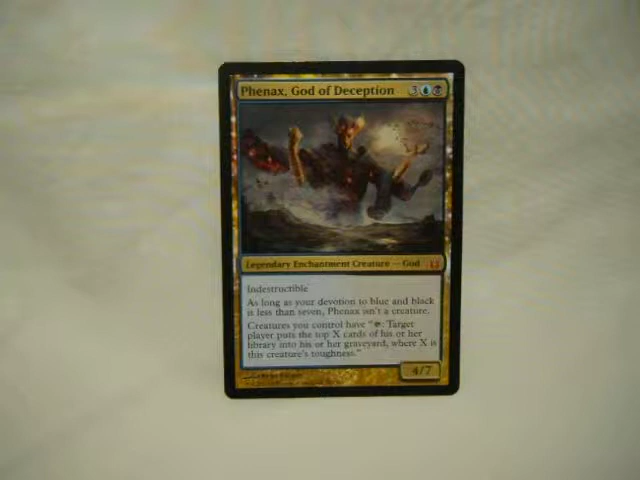 Phenax, God of Deception 3
Legendary Enchantment Creature — God
Indestructible
As long as your devotion to blue and black
is less than seven, Phenax isn't a creature.
Creatures you control have ": Target
player puts the top X cards of his or her
library into his or her graveyard, where X is
this creature's toughness."
4/7